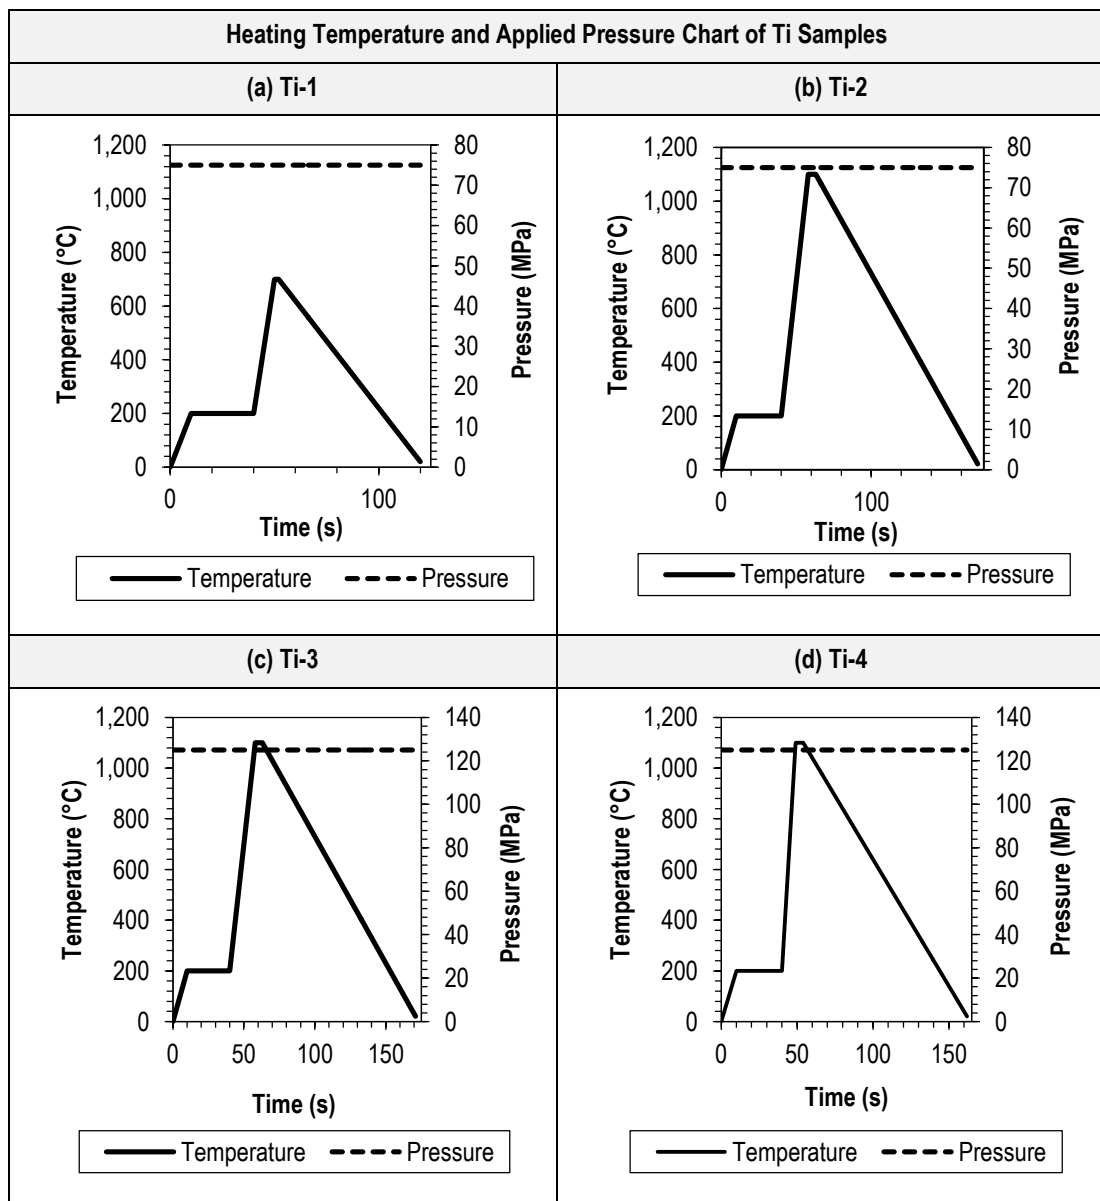 Heating Temperature and Applied Pressure Chart of Ti Samples
(a) Ti-1
(b) Ti-2
Temperature (°C)
1,200
1,000
800
600
400
200
0
80
70
60
50
40
30
20
10
0
Pressure (MPa)
0 100
Time (s)
Temperature Pressure
Temperature (°C)
1,200
1,000
800
600
400
200
0
80
70
60
50
40
30
20
10
0
Pressure (MPa)
0 100
Time (s)
Temperature Pressure
(c) Ti-3
(d) Ti-4
Temperature (°C)
1,200
1,000
800
600
400
200
0
140
120
100
80
60
40
20
0
Pressure (MPa)
0 50 100 150
Time (s)
Temperature Pressure
Temperature (°C)
1,200
1,000
800
600
400
200
0
140
120
100
80
60
40
20
0
Pressure (MPa)
0 50 100 150
Time (s)
Temperature Pressure